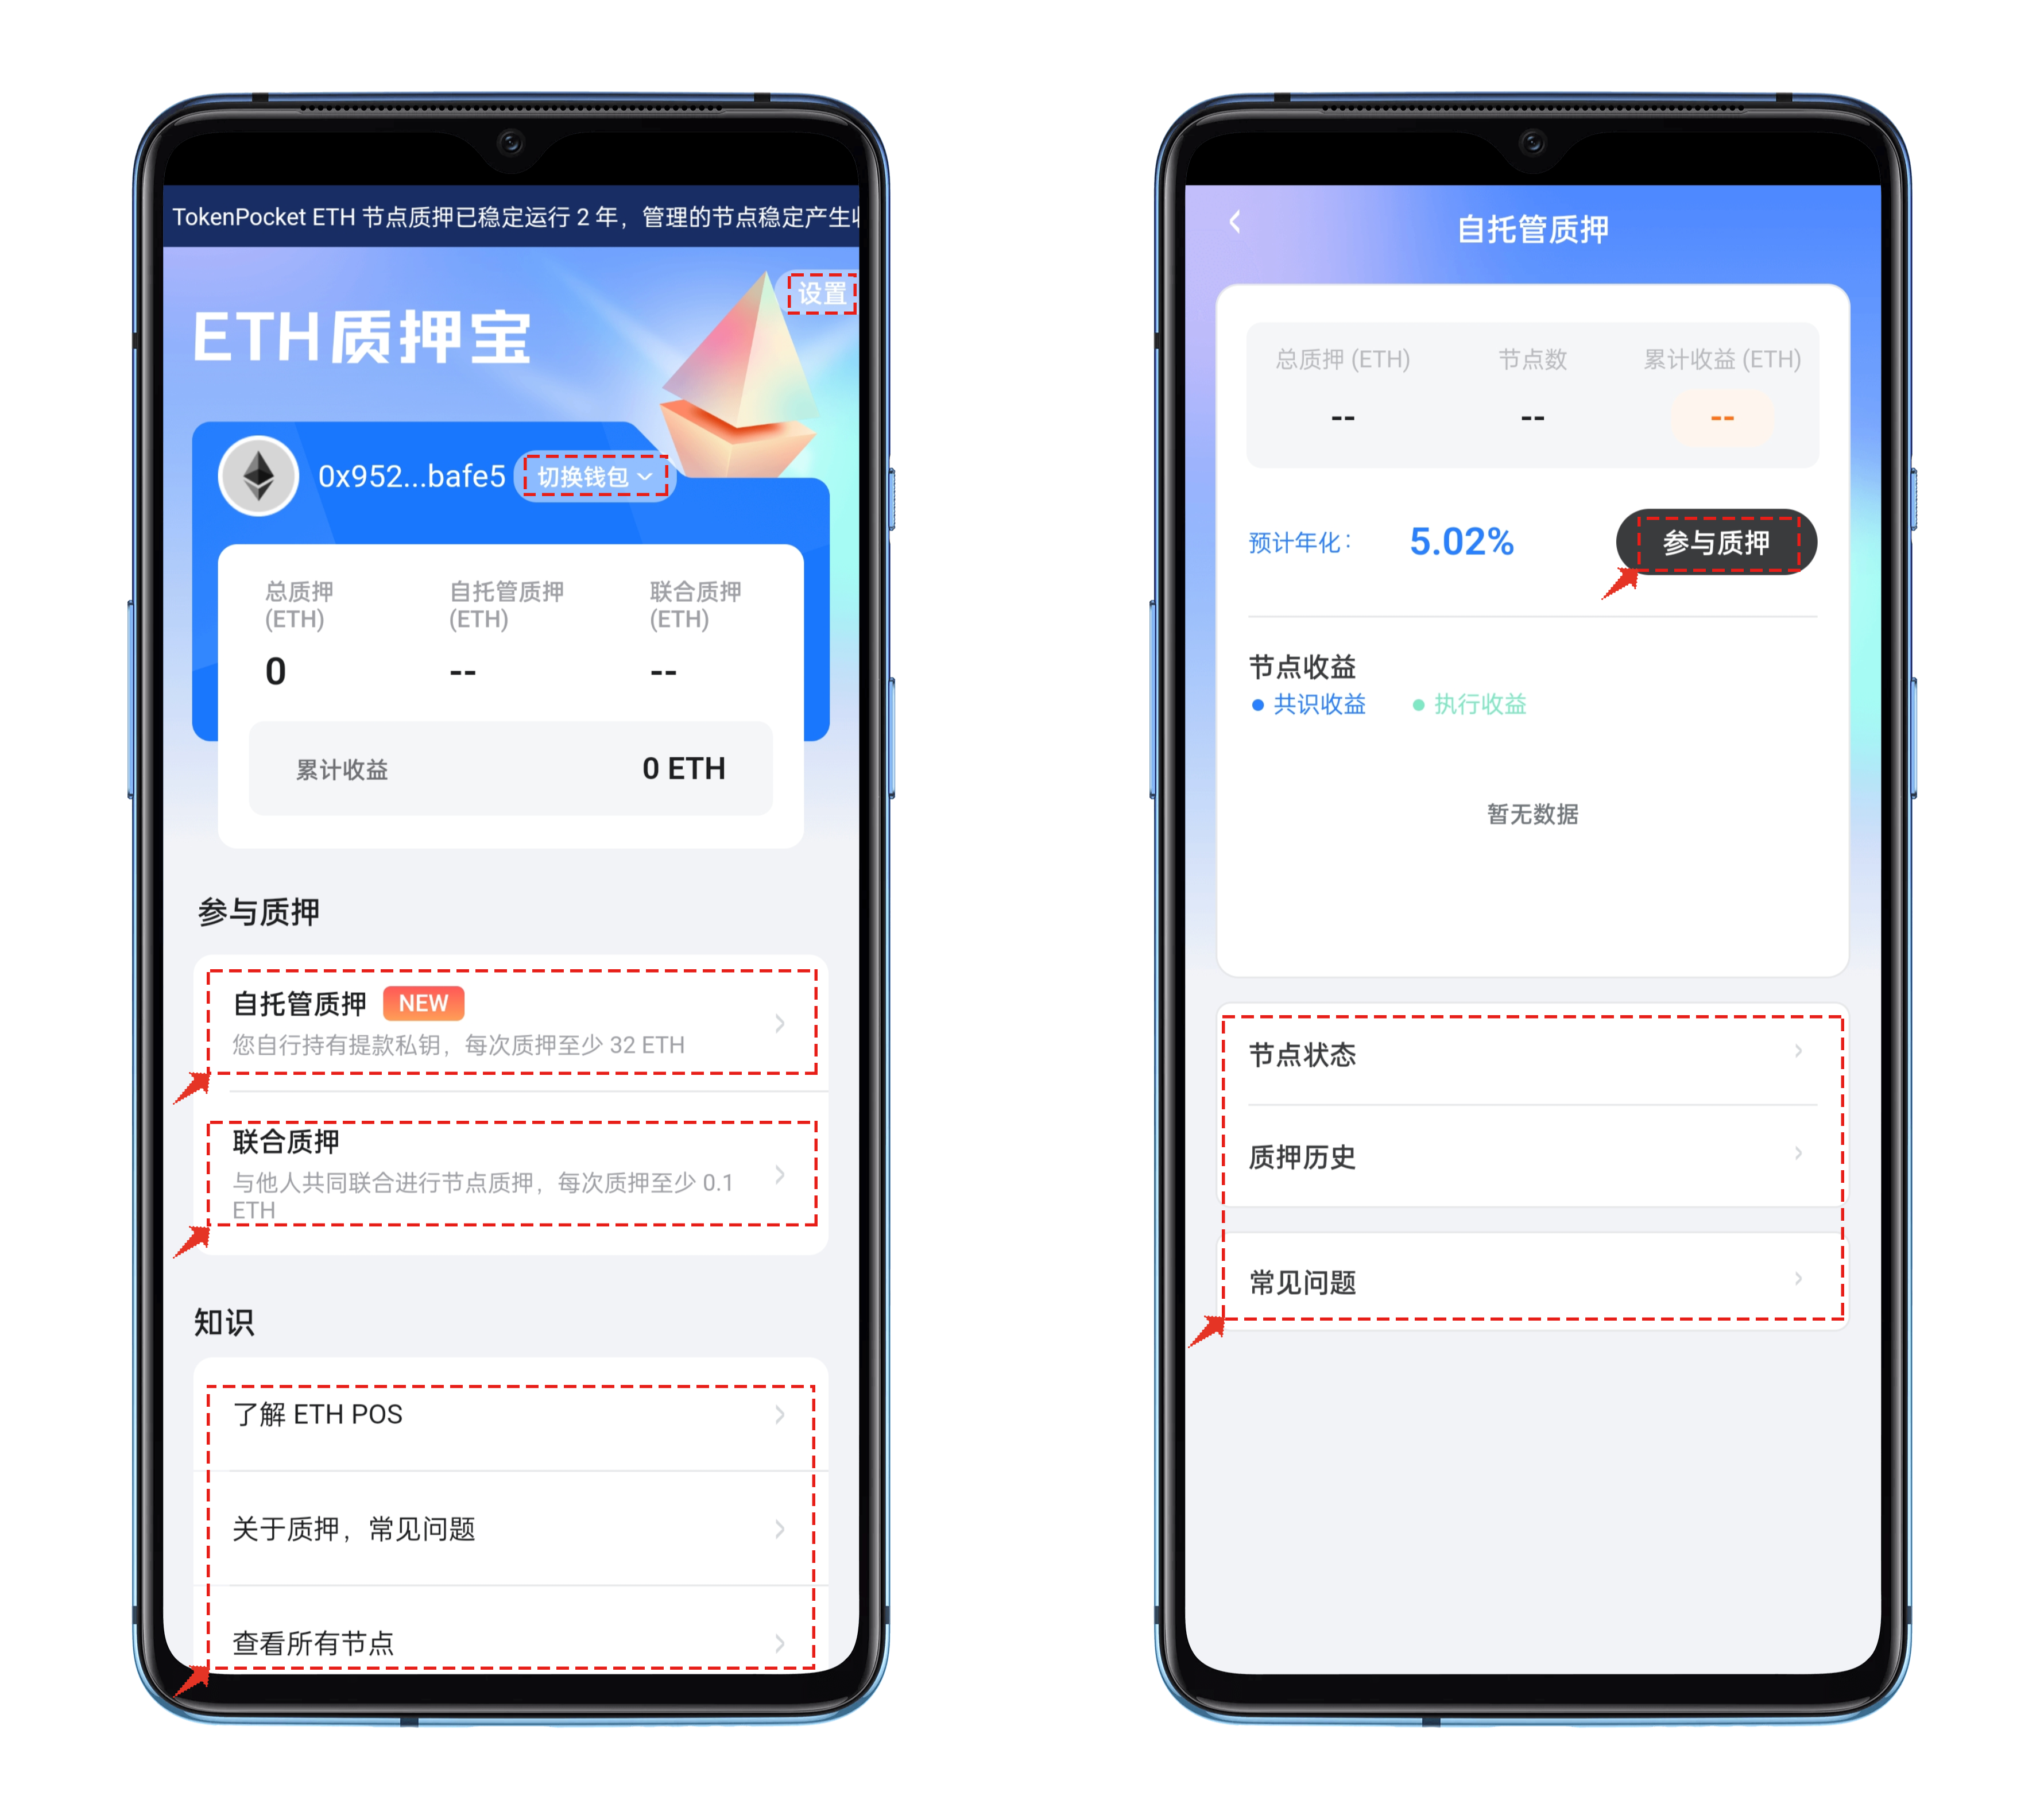 TokenPocket ETH 节点质押已稳定运行 2 年，管理的节点稳定产生
设置
ETH质押宝
0x952...bafe5 切换钱包
总质押 (ETH)
自托管质押 (ETH)
联合质押 (ETH)
0
--
--
累计收益 0 ETH
参与质押
自托管质押 NEW
您自行持有提款私钥，每次质押至少 32 ETH
联合质押
与他人共同联合进行节点质押，每次质押至少 0.1
ETH
知识
了解 ETH POS
关于质押，常见问题
查看所有节点
自托管质押
总质押 (ETH) 节点数 累计收益 (ETH)
-- -- --
预计年化： 5.02% 参与质押
节点收益
共识收益 执行收益
暂无数据
节点状态
质押历史
常见问题